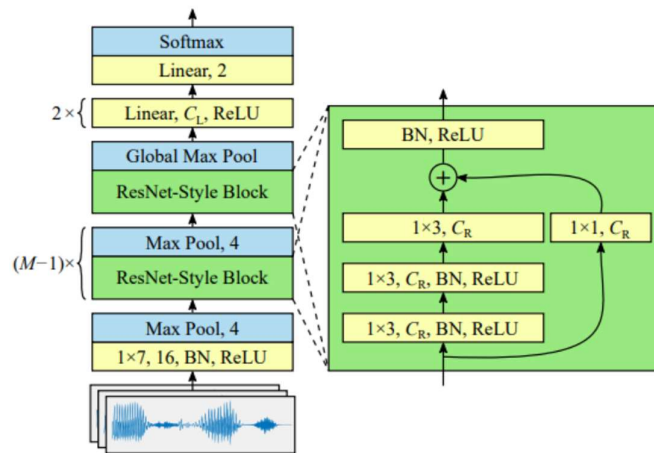 Softmax
Linear, 2
2×
Linear, C_L, ReLU
Global Max Pool
ResNet-Style Block
(M−1)×
Max Pool, 4
ResNet-Style Block
Max Pool, 4
1×7, 16, BN, ReLU
BN, ReLU
+
1×3, C_R
1×1, C_R
1×3, C_R, BN, ReLU
1×3, C_R, BN, ReLU